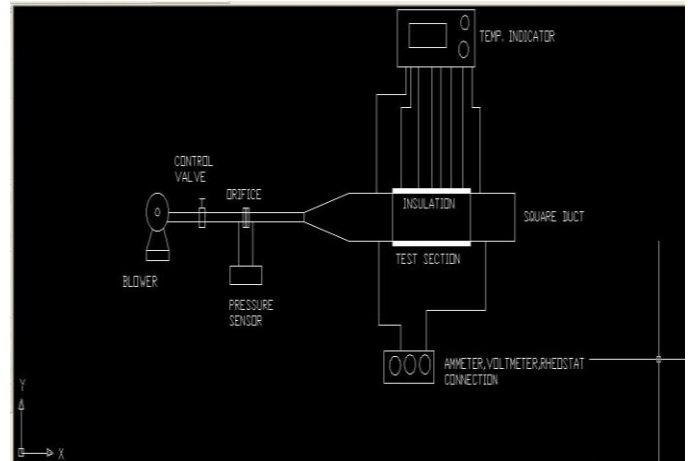 TEMP. INDICATOR
CONTROL
VALVE
ORIFICE
INSULATION
SQUARE DUCT
TEST SECTION
BLOWER
PRESSURE
SENSOR
AMMETER,VOLTMETER,RHEOSTAT
CONNECTION
Y
X